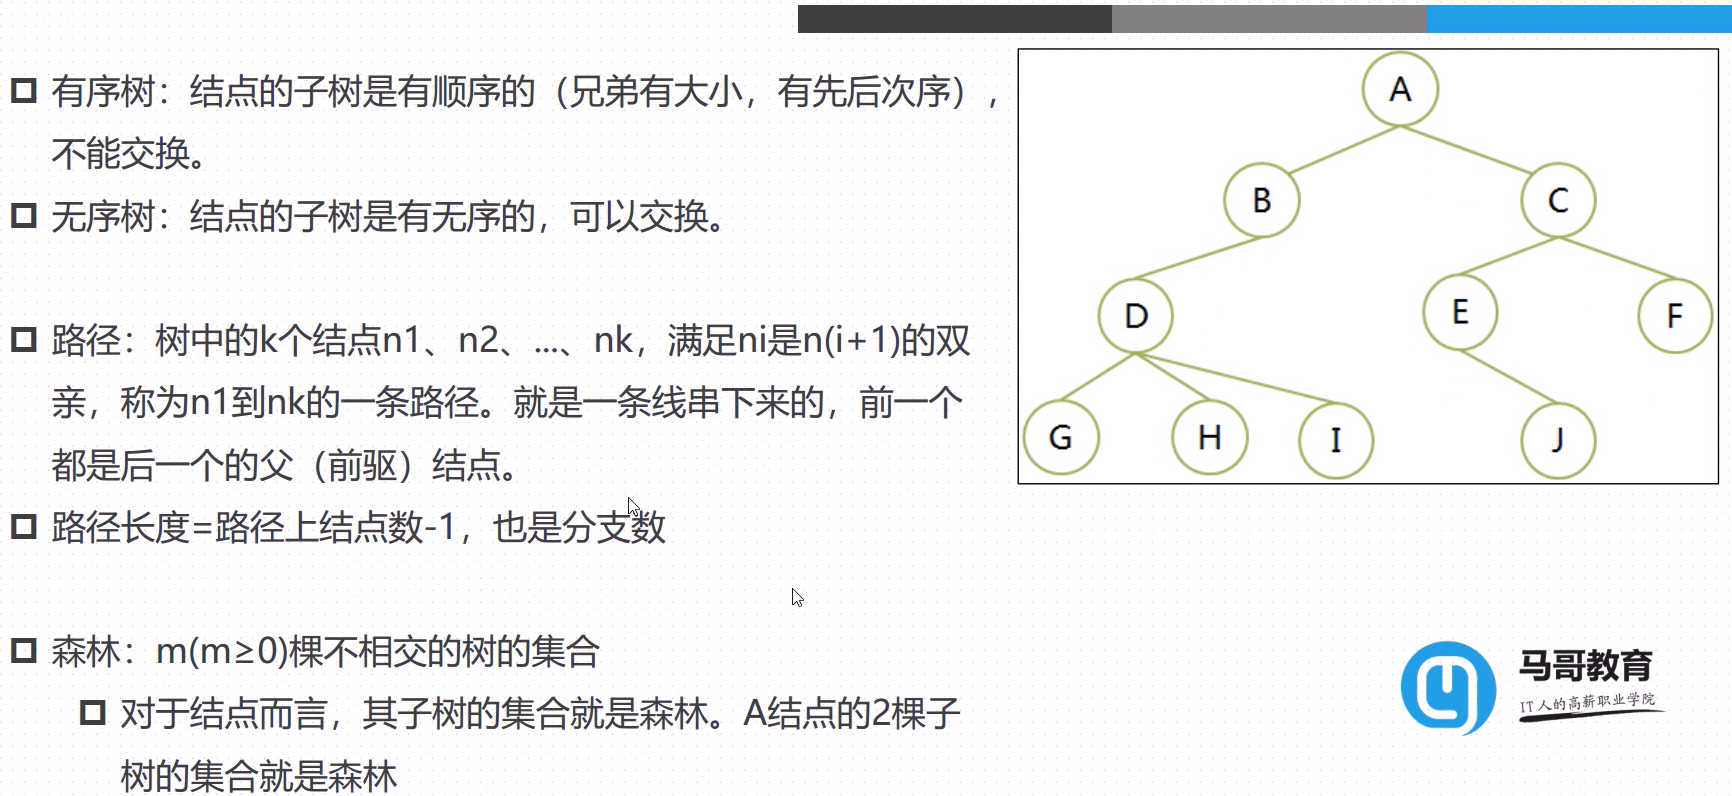 有序树：结点的子树是有顺序的（兄弟有大小，有先后次序），
不能交换。
无序树：结点的子树是有无序的，可以交换。
路径：树中的k个结点n1、n2、...、nk，满足ni是n(i+1)的双
亲，称为n1到nk的一条路径。就是一条线串下来的，前一个
都是后一个的父（前驱）结点。
路径长度=路径上结点数-1，也是分支数
森林：m(m≥0)棵不相交的树的集合
对于结点而言，其子树的集合就是森林。A结点的2棵子
树的集合就是森林
A
B
C
D
E
F
G
H
I
J
马哥教育
IT人的高薪职业学院